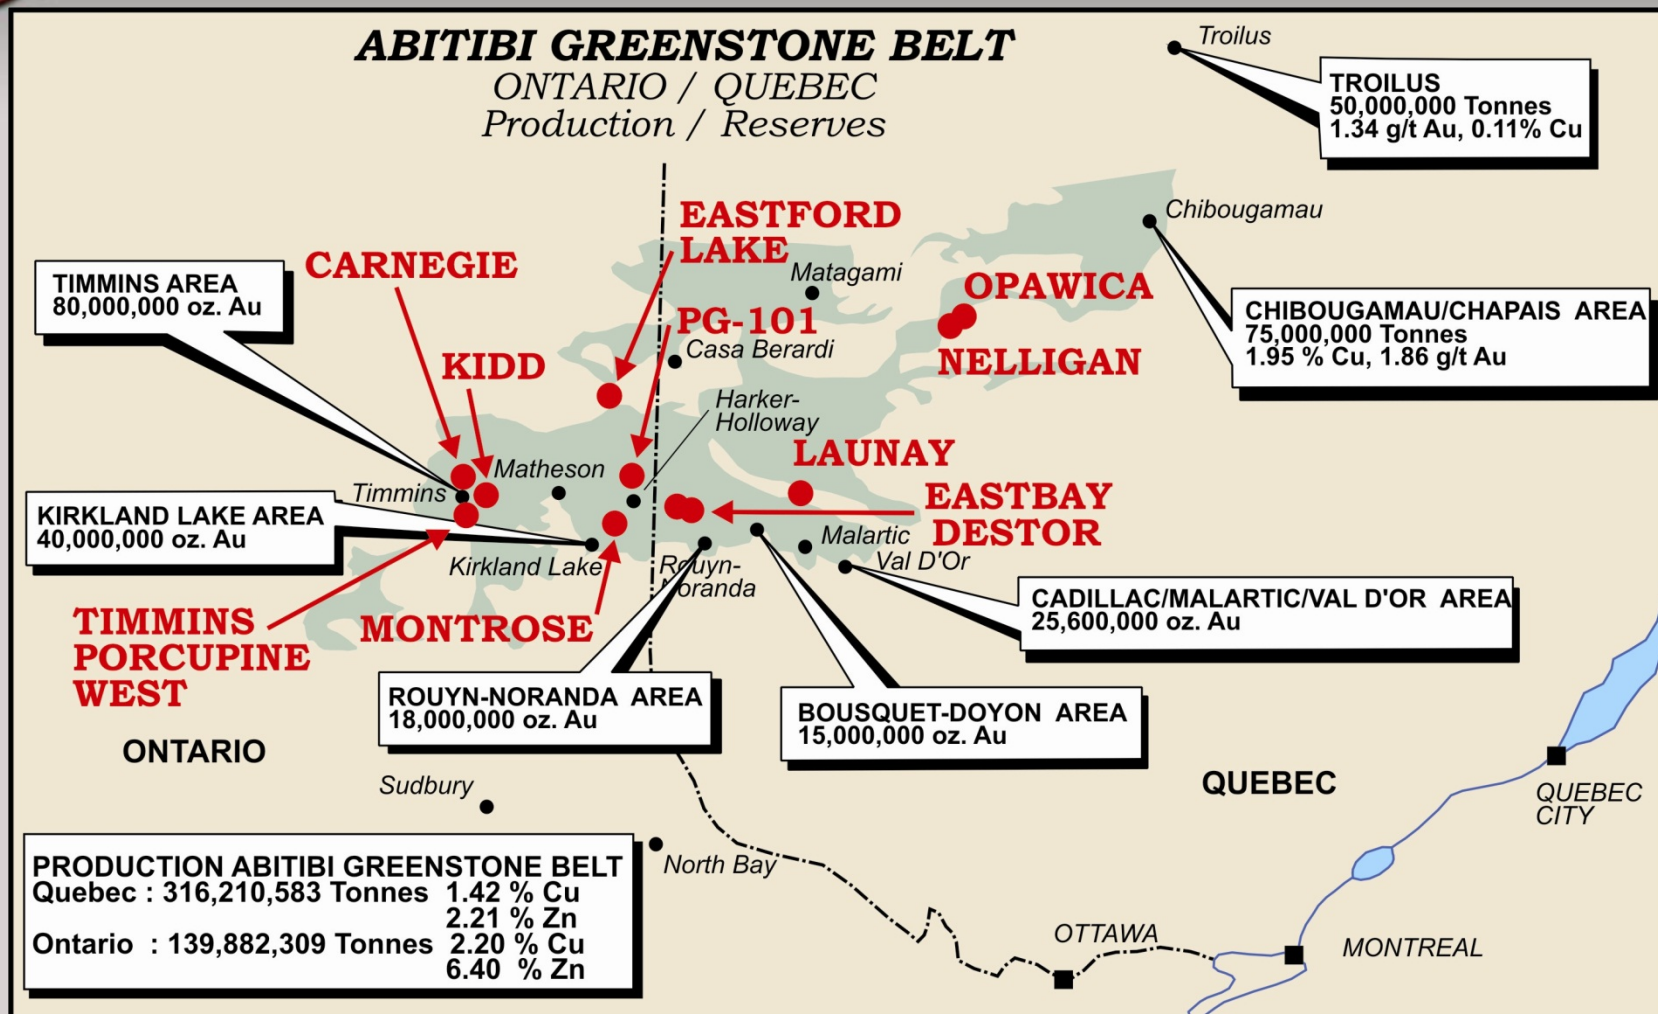 ABITIBI GREENSTONE BELT
ONTARIO / QUEBEC
Production / Reserves
Troilus
TROILUS
50,000,000 Tonnes
1.34 g/t Au, 0.11% Cu
Chibougamau
CHIBOUGAMAU/CHAPAIS AREA
75,000,000 Tonnes
1.95 % Cu, 1.86 g/t Au
EASTFORD
LAKE
CARNEGIE
TIMMINS AREA
80,000,000 oz. Au
Matagami
OPAWICA
PG-101
Casa Berardi
NELLIGAN
KIDD
Harker-
Holloway
LAUNAY
Matheson
Timmins
EASTBAY
DESTOR
KIRKLAND LAKE AREA
40,000,000 oz. Au
Kirkland Lake
Rouyn-
Noranda
Malartic
Val D'Or
CADILLAC/MALARTIC/VAL D'OR AREA
25,600,000 oz. Au
TIMMINS
PORCUPINE
WEST
MONTROSE
ROUYN-NORANDA AREA
18,000,000 oz. Au
BOUSQUET-DOYON AREA
15,000,000 oz. Au
ONTARIO
QUEBEC
Sudbury
QUEBEC
CITY
North Bay
PRODUCTION ABITIBI GREENSTONE BELT
Quebec : 316,210,583 Tonnes 1.42 % Cu
2.21 % Zn
Ontario : 139,882,309 Tonnes 2.20 % Cu
6.40 % Zn
OTTAWA
MONTREAL